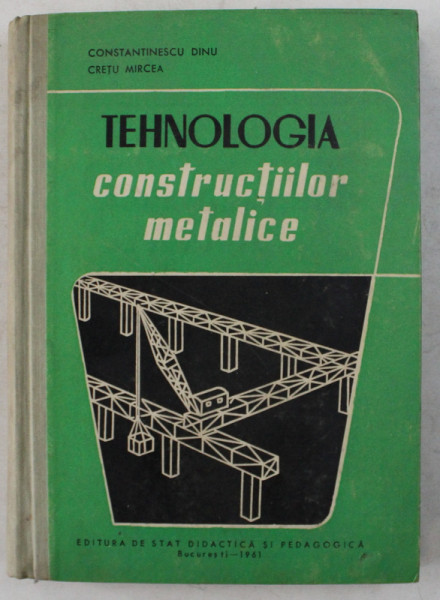 CONSTANTINESCU DINU
CREȚU MIRCEA
TEHNOLOGIA
construcțiilor
metalice
EDITURA DE STAT DIDACTICĂ ȘI PEDAGOGICĂ
București—1961